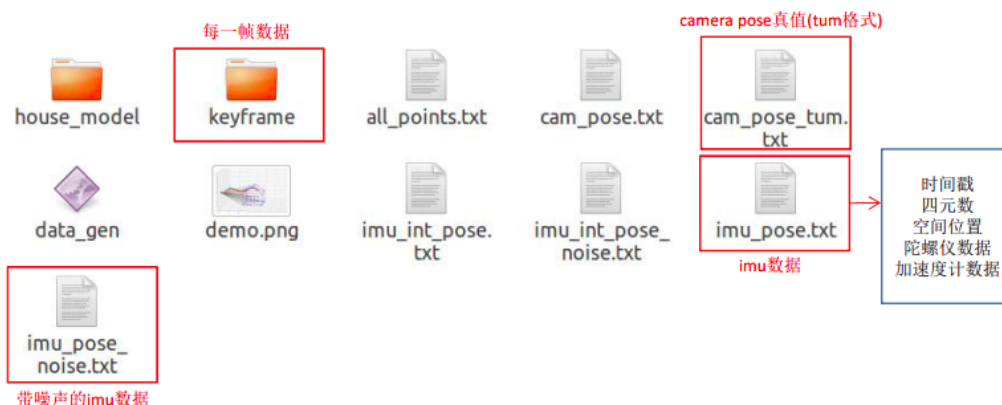 每一帧数据
camera pose真值(tum格式)
house_model
keyframe
all_points.txt
cam_pose.txt
cam_pose_tum.
txt
data_gen
demo.png
imu_int_pose.
txt
imu_int_pose_
noise.txt
imu_pose.txt
imu数据
时间戳
四元数
空间位置
陀螺仪数据
加速度计数据
imu_pose_
noise.txt
带噪声的imu数据